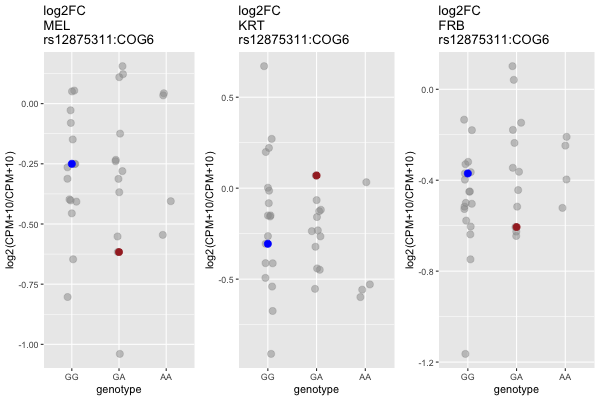 log2FC
MEL
rs12875311:COG6
log2(CPM+10/CPM+10)
0.00
-0.25
-0.50
-0.75
-1.00
GG GA AA
genotype
log2FC
KRT
rs12875311:COG6
log2(CPM+10/CPM+10)
0.5
0.0
-0.5
GG GA AA
genotype
log2FC
FRB
rs12875311:COG6
log2(CPM+10/CPM+10)
0.0
-0.4
-0.8
-1.2
GG GA AA
genotype